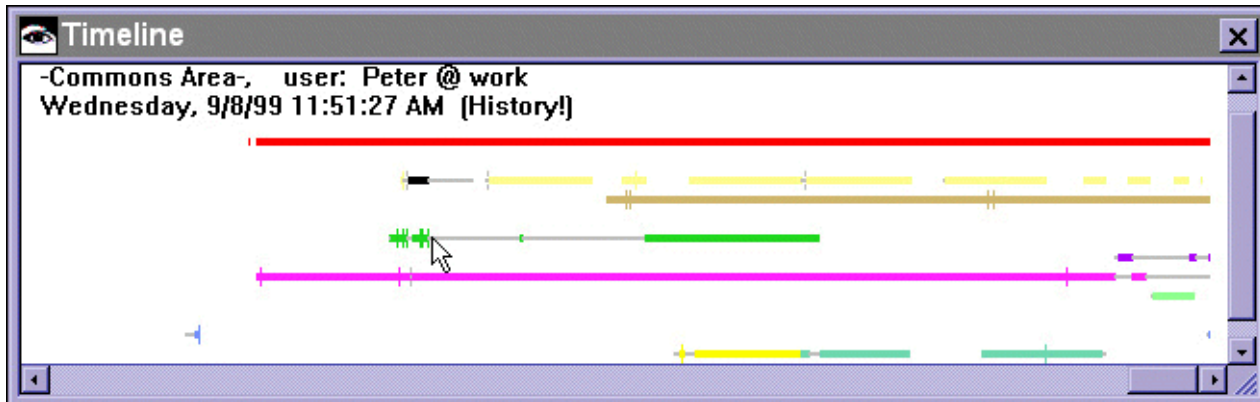 Timeline
-Commons Area-, user: Peter @ work
Wednesday, 9/8/99 11:51:27 AM (History!)